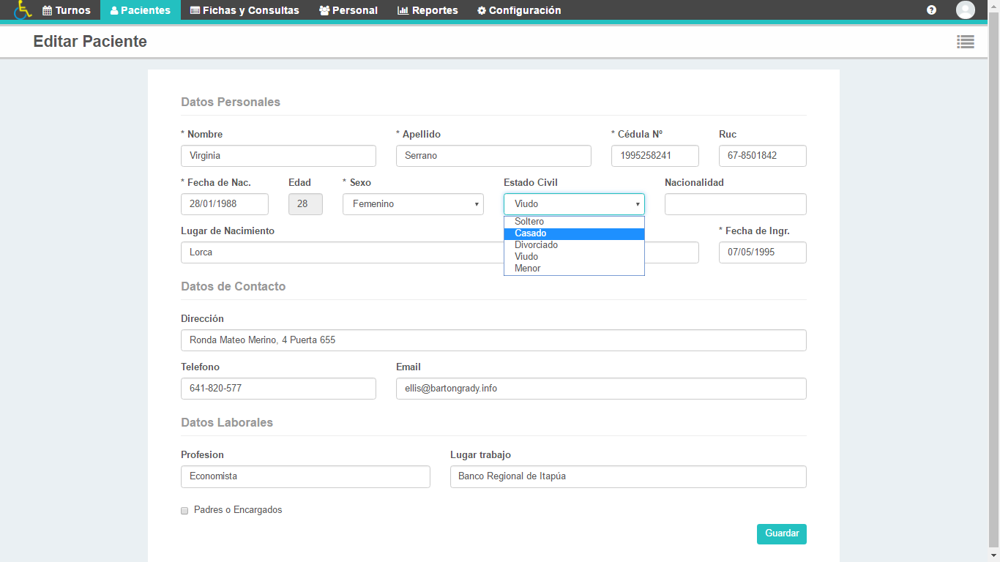 Turnos Pacientes Fichas y Consultas Personal Reportes Configuración
Editar Paciente
Datos Personales
* Nombre * Apellido * Cédula Nº Ruc
Virginia Serrano 1995258241 67-8501842
* Fecha de Nac. Edad * Sexo Estado Civil Nacionalidad
28/01/1988 28 Femenino Viudo
Soltero
Casado
Divorciado
Viudo
Menor
Lugar de Nacimiento * Fecha de Ingr.
Lorca 07/05/1995
Datos de Contacto
Dirección
Ronda Mateo Merino, 4 Puerta 655
Telefono Email
641-820-577 ellis@bartongrady.info
Datos Laborales
Profesion Lugar trabajo
Economista Banco Regional de Itapúa
Padres o Encargados
Guardar